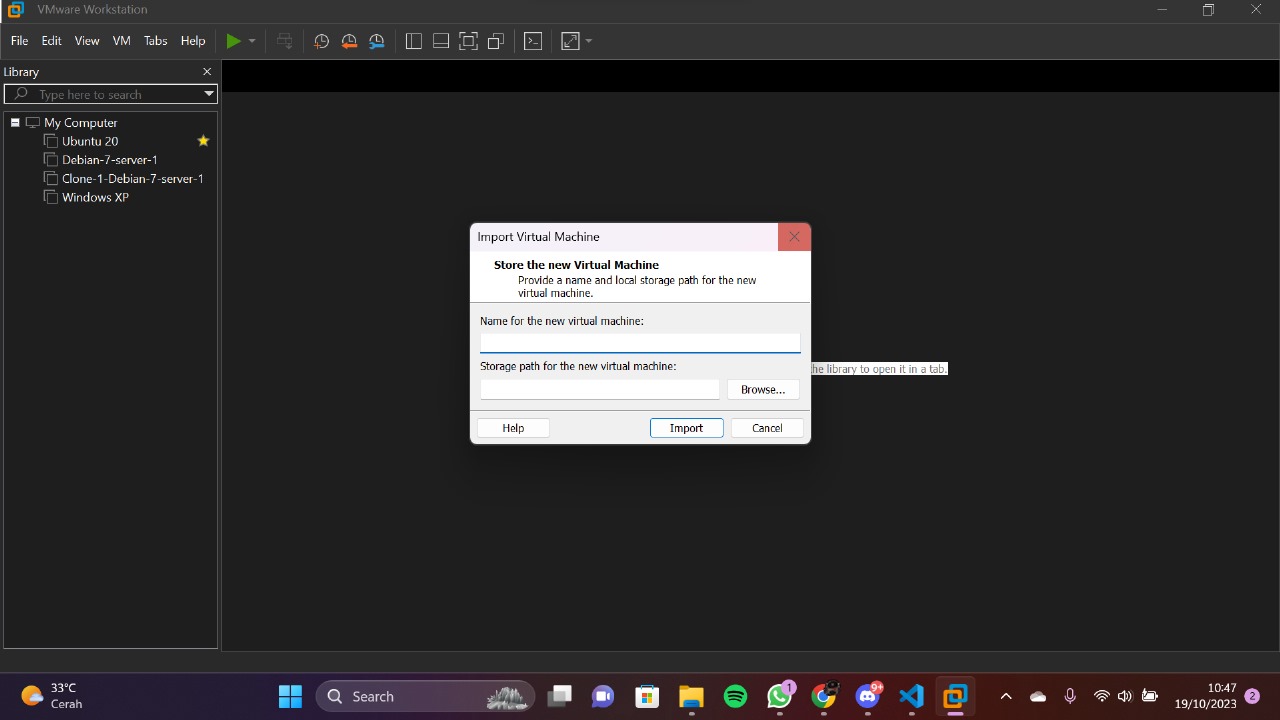 VMware Workstation
File Edit View VM Tabs Help
Library
Type here to search
My Computer
Ubuntu 20
Debian-7-server-1
Clone-1-Debian-7-server-1
Windows XP
Import Virtual Machine
Store the new Virtual Machine
Provide a name and local storage path for the new
virtual machine.
Name for the new virtual machine:
Storage path for the new virtual machine:
the library to open it in a tab.
Browse...
Help Import Cancel
33°C
Cerah
Search
1
9+
10:47
19/10/2023
2